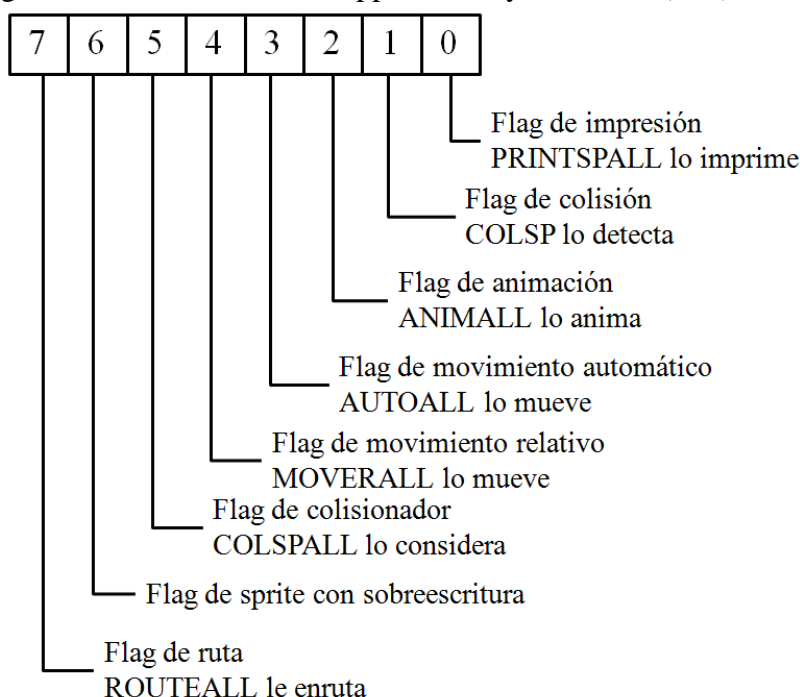 7 6 5 4 3 2 1 0
Flag de impresión
PRINTSPALL lo imprime
Flag de colisión
COLSP lo detecta
Flag de animación
ANIMALL lo anima
Flag de movimiento automático
AUTOALL lo mueve
Flag de movimiento relativo
MOVERALL lo mueve
Flag de colisionador
COLSPALL lo considera
Flag de sprite con sobreescritura
Flag de ruta
ROUTEALL le enruta